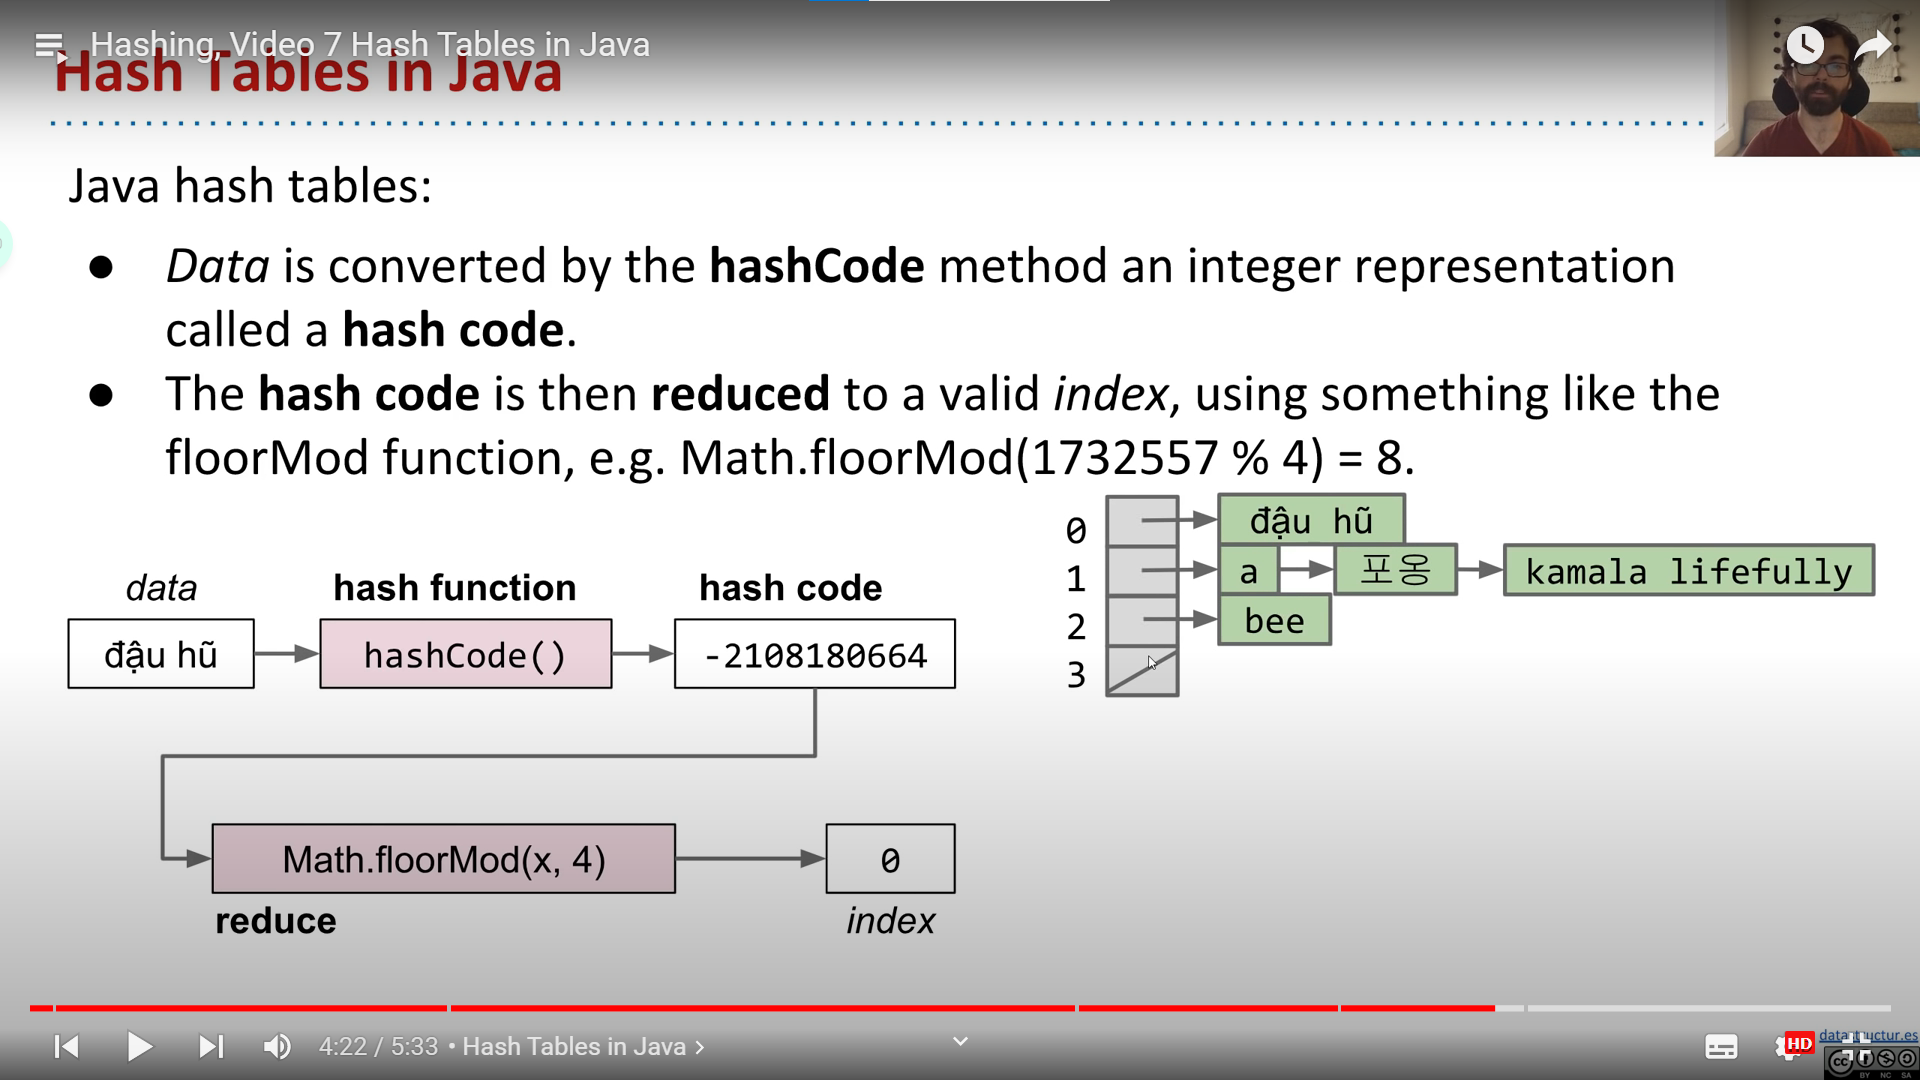 Hashing, Video 7 Hash Tables in Java
Hash Tables in Java
Java hash tables:
● Data is converted by the hashCode method an integer representation
called a hash code.
● The hash code is then reduced to a valid index, using something like the
floorMod function, e.g. Math.floorMod(1732557 % 4) = 8.
data
hash function
hash code
đậu hũ
hashCode()
-2108180664
Math.floorMod(x, 4)
0
reduce
index
0
đậu hũ
1
a
포옹
kamala lifefully
2
bee
3
4:22 / 5:33 • Hash Tables in Java
HD
datastructur.es
cc
BY NC SA